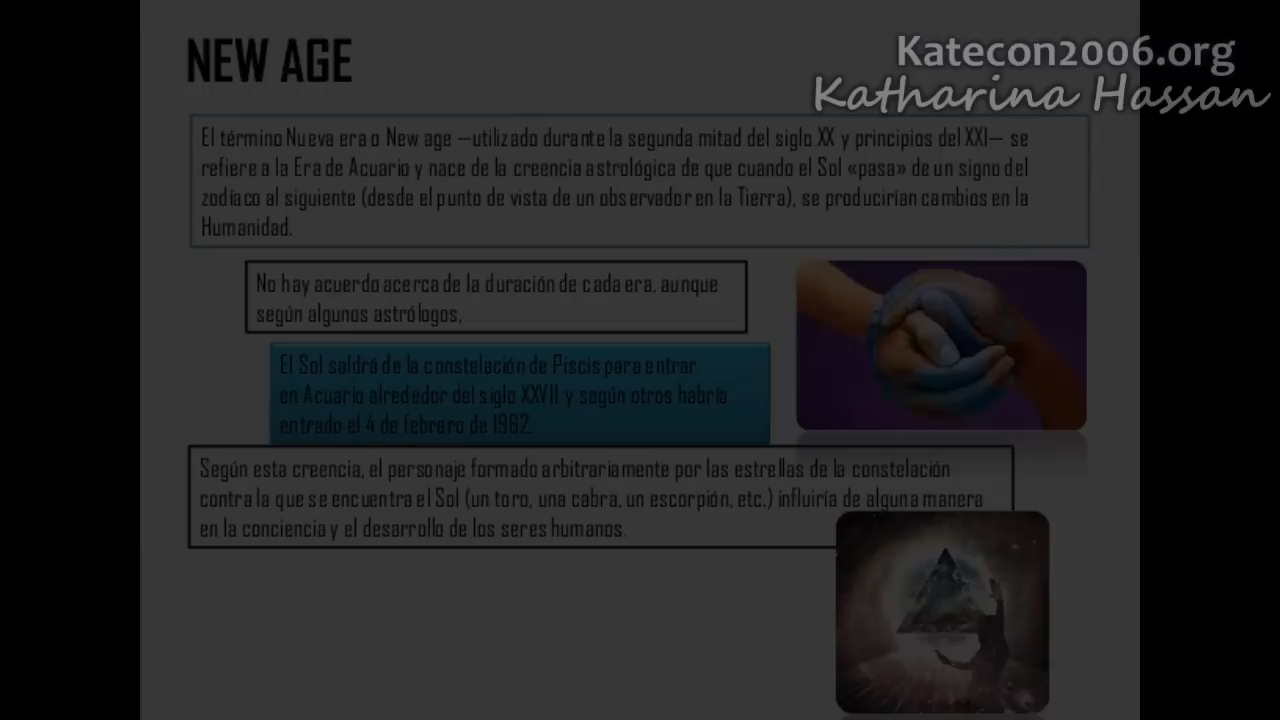 NEW AGE
Katecon2006.org
Katharina Hassan
El término Nueva era o New age —utilizado durante la segunda mitad del siglo XX y principios del XXI— se
refiere a la Era de Acuario y nace de la creencia astrológica de que cuando el Sol «pasa» de un signo del
zodíaco al siguiente (desde el punto de vista de un observador en la Tierra), se producirían cambios en la
Humanidad.
No hay acuerdo acerca de la duración de cada era, aunque
según algunos astrólogos,
El Sol saldrá de la constelación de Piscis para entrar
en Acuario alrededor del siglo XXVII y según otros habría
entrado el 4 de febrero de 1962.
Según esta creencia, el personaje formado arbitrariamente por las estrellas de la constelación
contra la que se encuentra el Sol (un toro, una cabra, un escorpión, etc.) influiría de alguna manera
en la conciencia y el desarrollo de los seres humanos.